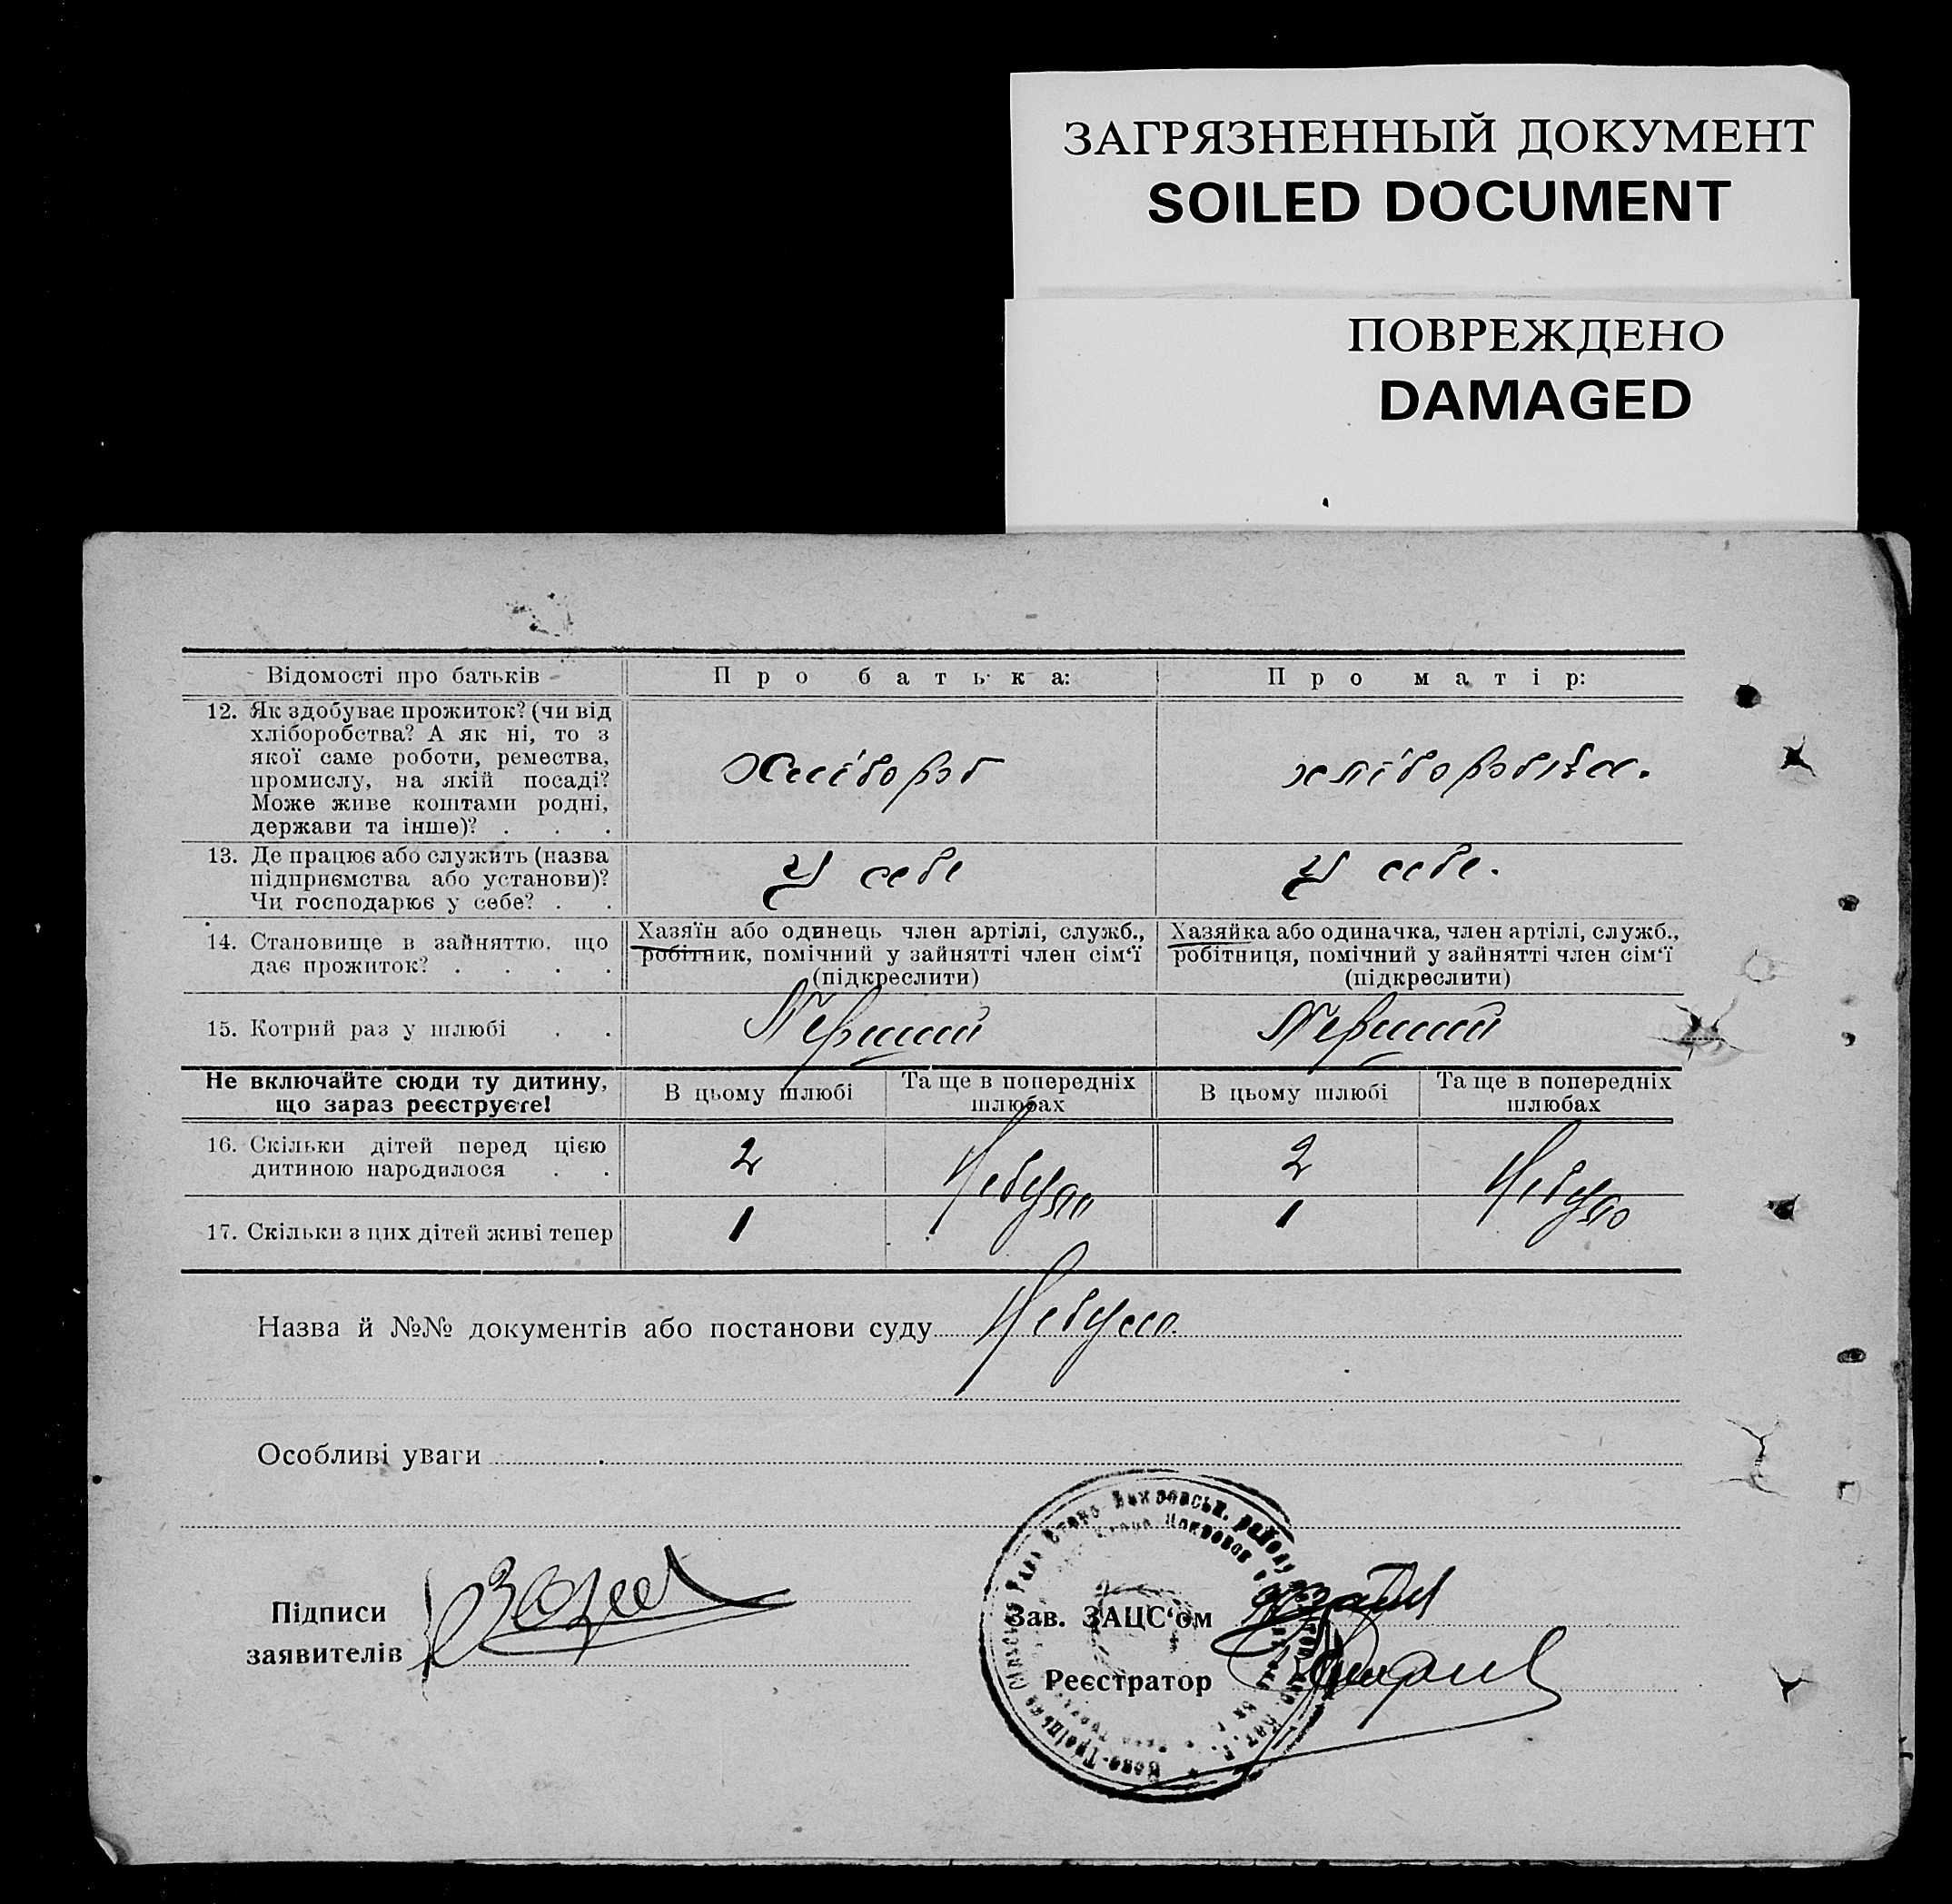 ЗАГРЯЗНЕННЫЙ ДОКУМЕНТ
SOILED DOCUMENT
ПОВРЕЖДЕНО
DAMAGED
Відомості про батьків
Про батька:
Про матір:
12. Як здобуває прожиток? (чи від
хліборобства? А як ні, то з
якої саме роботи, ремества,
промислу, на якій посаді?
Може живе коштами родні,
держави та інше)? . . .
Хлібороб
хліборобка.
13. Де працює або служить (назва
підприємства або установи)?
Чи господарює у себе? . .
У себе
У себе.
14. Становище в зайняттю, що
дає прожиток? . . . .
Хазяїн або одинець член артілі, служб.,
робітник, помічний у зайнятті член сім‘ї
(підкреслити)
Хазяйка або одиначка, член артілі, служб.,
робітниця, помічний у зайнятті член сім‘ї
(підкреслити)
15. Котрий раз у шлюбі . .
Перший
Перший
Не включайте сюди ту дитину,
що зараз реєструєте!
В цьому шлюбі
Та ще в попередніх
шлюбах
В цьому шлюбі
Та ще в попередніх
шлюбах
16. Скільки дітей перед цією
дитиною народилося . .
2
Небуло
2
Небуло
17. Скільки з цих дітей живі тепер
1
1
Назва й №№ документів або постанови суду
Небуло.
Особливі уваги
Підписи
заявителів
Зав. ЗАЦС‘ом
Реєстратор